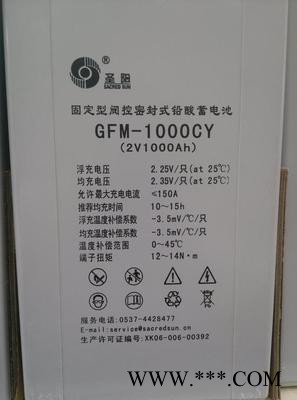 圣阳
SACRED SUN ®
固定型阀控密封式铅酸蓄电池
GFM-1000CY
(2V1000Ah)
浮充电压 2.25V/只(at 25℃)
均充电压 2.35V/只(at 25℃)
允许最大充电电流 ≤150A
推荐均充时间 10~15h
浮充温度补偿系数 -3.5mV/℃/只
均充温度补偿系数 -3.5mV/℃/只
温度补偿范围 0~45℃
端子扭矩 12~14N·m
服务电话:0537-4428477
E-mail:service@sacredsun.com
生产许可证编号:XK06-006-00392
WWW.***.COM